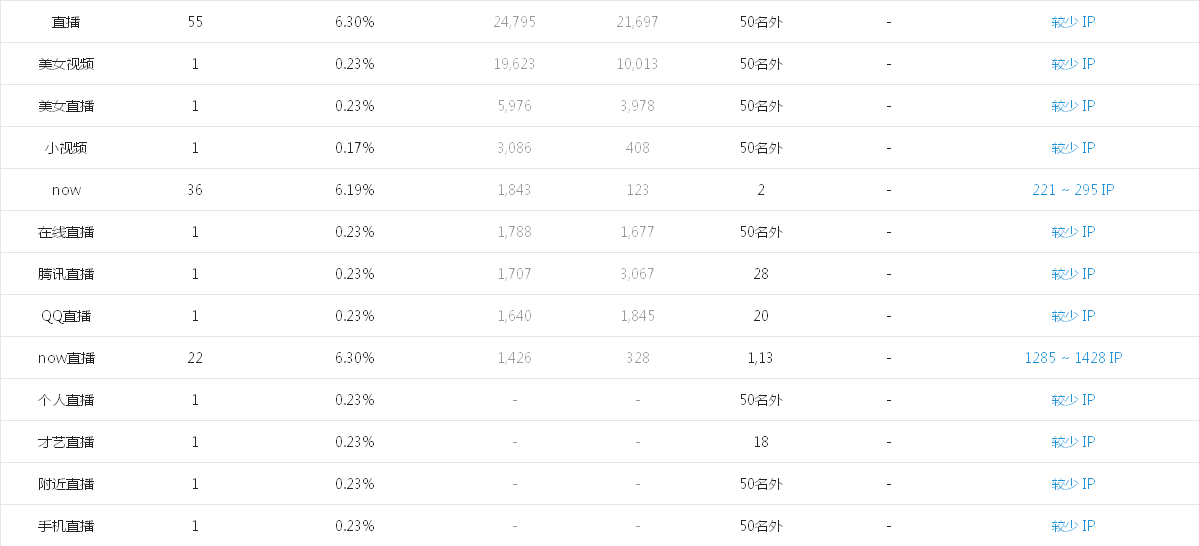 直播 55 6.30% 24,795 21,697 50名外 - 较少 IP
美女视频 1 0.23% 19,623 10,013 50名外 - 较少 IP
美女直播 1 0.23% 5,976 3,978 50名外 - 较少 IP
小视频 1 0.17% 3,086 408 50名外 - 较少 IP
now 36 6.19% 1,843 123 2 - 221 ~ 295 IP
在线直播 1 0.23% 1,788 1,677 50名外 - 较少 IP
腾讯直播 1 0.23% 1,707 3,067 28 - 较少 IP
QQ直播 1 0.23% 1,640 1,845 20 - 较少 IP
now直播 22 6.30% 1,426 328 1,13 - 1285 ~ 1428 IP
个人直播 1 0.23% - - 50名外 - 较少 IP
才艺直播 1 0.23% - - 18 - 较少 IP
附近直播 1 0.23% - - 50名外 - 较少 IP
手机直播 1 0.23% - - 50名外 - 较少 IP